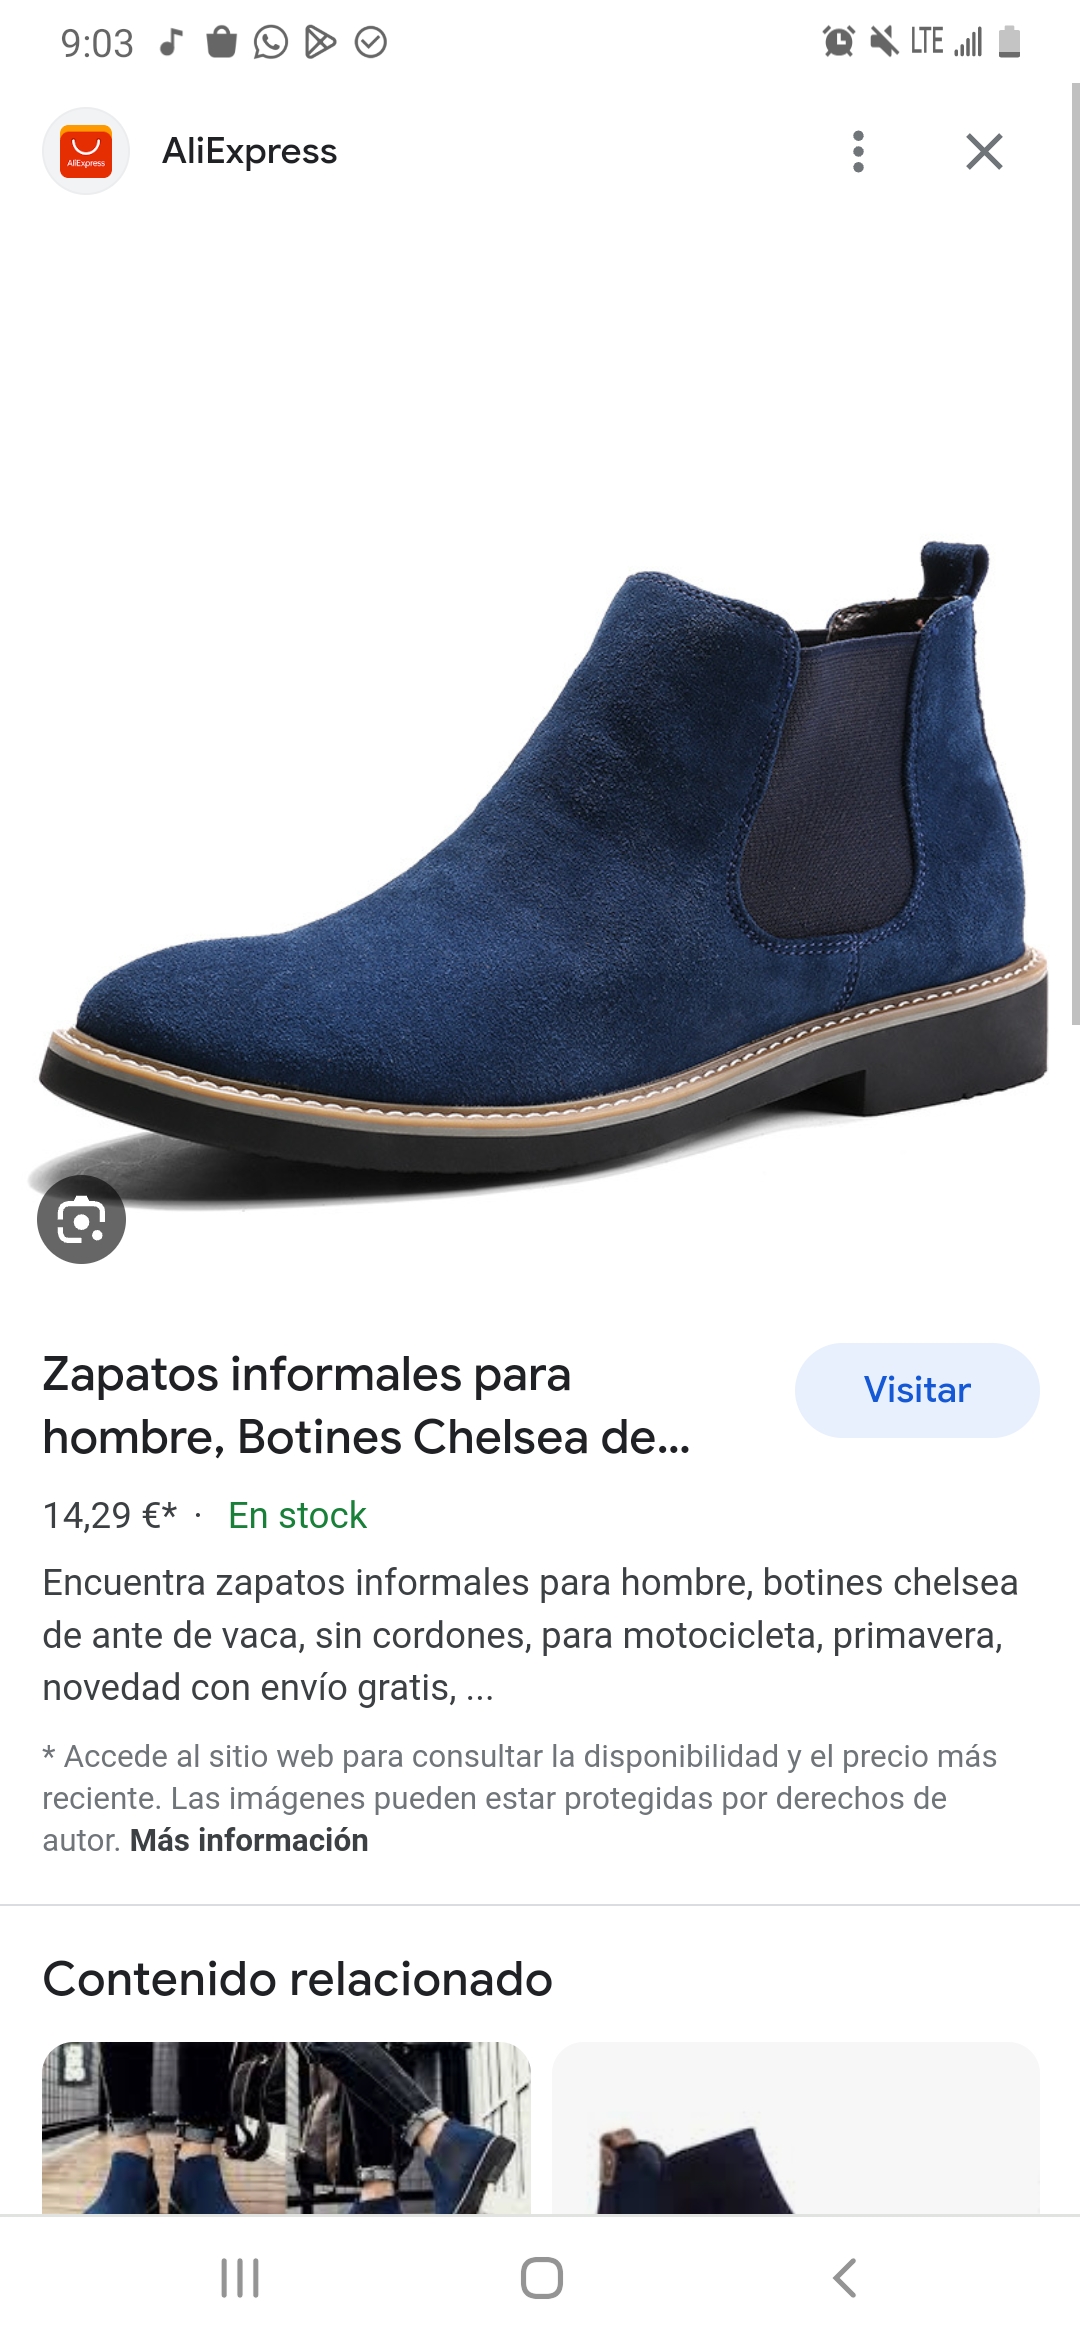 9:03
LTE
AliExpress
AliExpress
Zapatos informales para
hombre, Botines Chelsea de...
Visitar
14,29 €* · En stock
Encuentra zapatos informales para hombre, botines chelsea
de ante de vaca, sin cordones, para motocicleta, primavera,
novedad con envío gratis, ...
* Accede al sitio web para consultar la disponibilidad y el precio más
reciente. Las imágenes pueden estar protegidas por derechos de
autor. Más información
Contenido relacionado